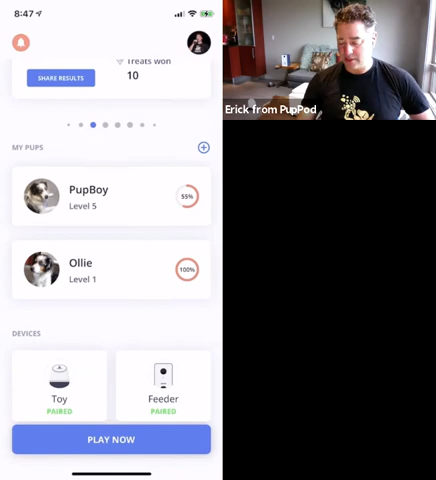 8:47
Treats won
SHARE RESULTS
10
MY PUPS
PupBoy
Level 5
55%
Ollie
Level 1
100%
DEVICES
Toy
PAIRED
Feeder
PAIRED
PLAY NOW
Erick from PupPod